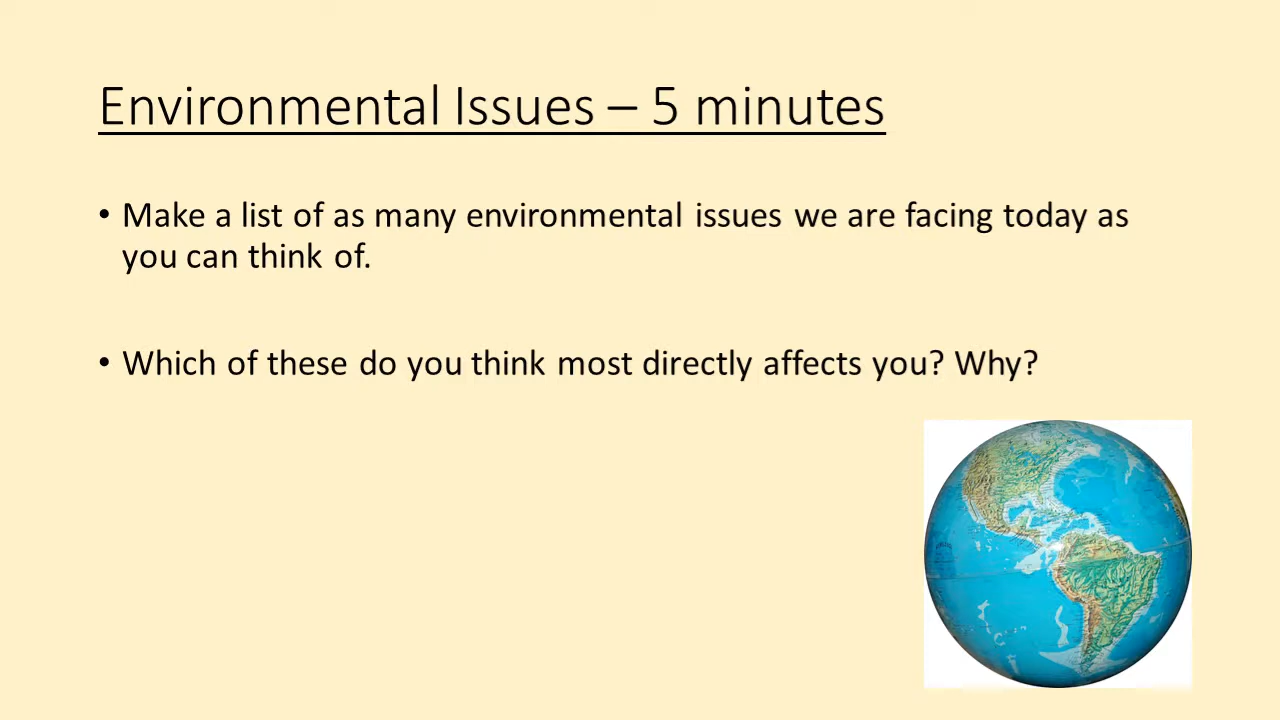 Environmental Issues – 5 minutes
• Make a list of as many environmental issues we are facing today as
you can think of.
• Which of these do you think most directly affects you? Why?